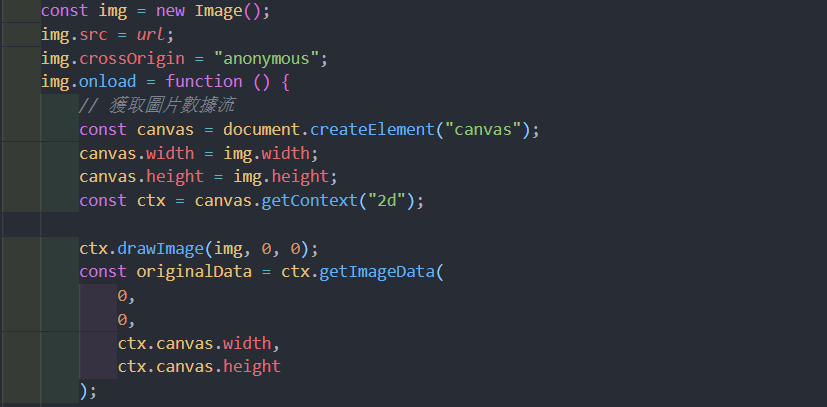 const img = new Image();
img.src = url;
img.crossOrigin = "anonymous";
img.onload = function () {
// 獲取圖片數據流
const canvas = document.createElement("canvas");
canvas.width = img.width;
canvas.height = img.height;
const ctx = canvas.getContext("2d");
ctx.drawImage(img, 0, 0);
const originalData = ctx.getImageData(
0,
0,
ctx.canvas.width,
ctx.canvas.height
);